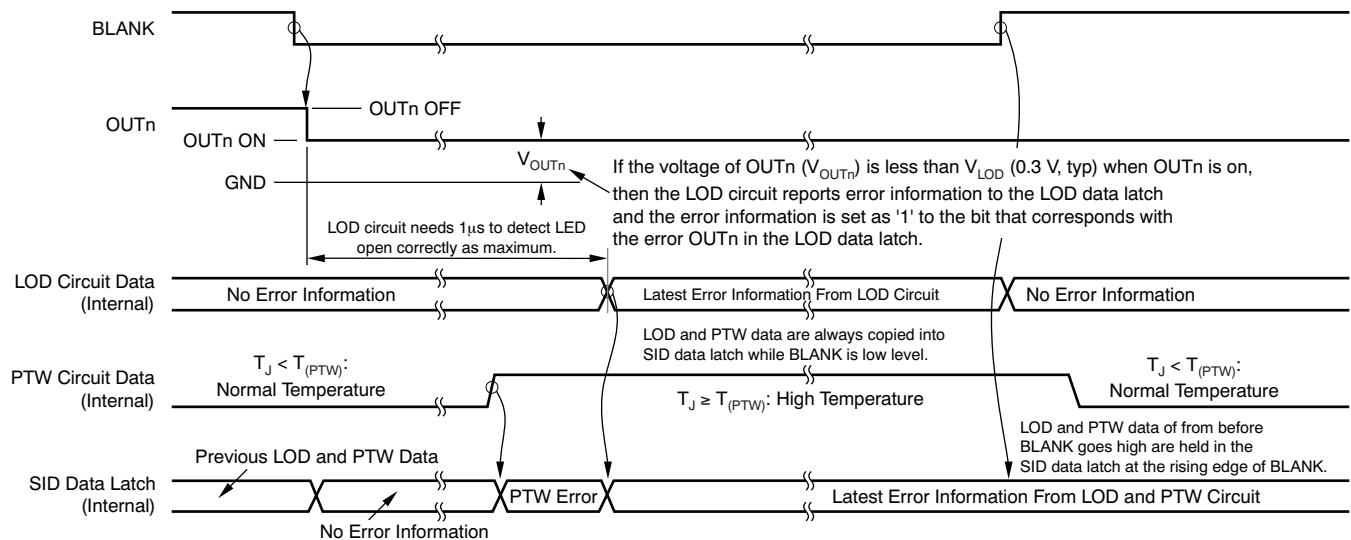 BLANK
OUTn
OUTn OFF
OUTn ON
V_OUTn
GND
If the voltage of OUTn (V_OUTn) is less than V_LOD (0.3 V, typ) when OUTn is on,
then the LOD circuit reports error information to the LOD data latch
and the error information is set as '1' to the bit that corresponds with
the error OUTn in the LOD data latch.
LOD circuit needs 1µs to detect LED
open correctly as maximum.
LOD Circuit Data
(Internal)
No Error Information
Latest Error Information From LOD Circuit
No Error Information
LOD and PTW data are always copied into
SID data latch while BLANK is low level.
PTW Circuit Data
(Internal)
T_J < T_(PTW):
Normal Temperature
T_J ≥ T_(PTW): High Temperature
T_J < T_(PTW):
Normal Temperature
LOD and PTW data of from before
BLANK goes high are held in the
SID data latch at the rising edge of BLANK.
Previous LOD and PTW Data
SID Data Latch
(Internal)
PTW Error
Latest Error Information From LOD and PTW Circuit
No Error Information